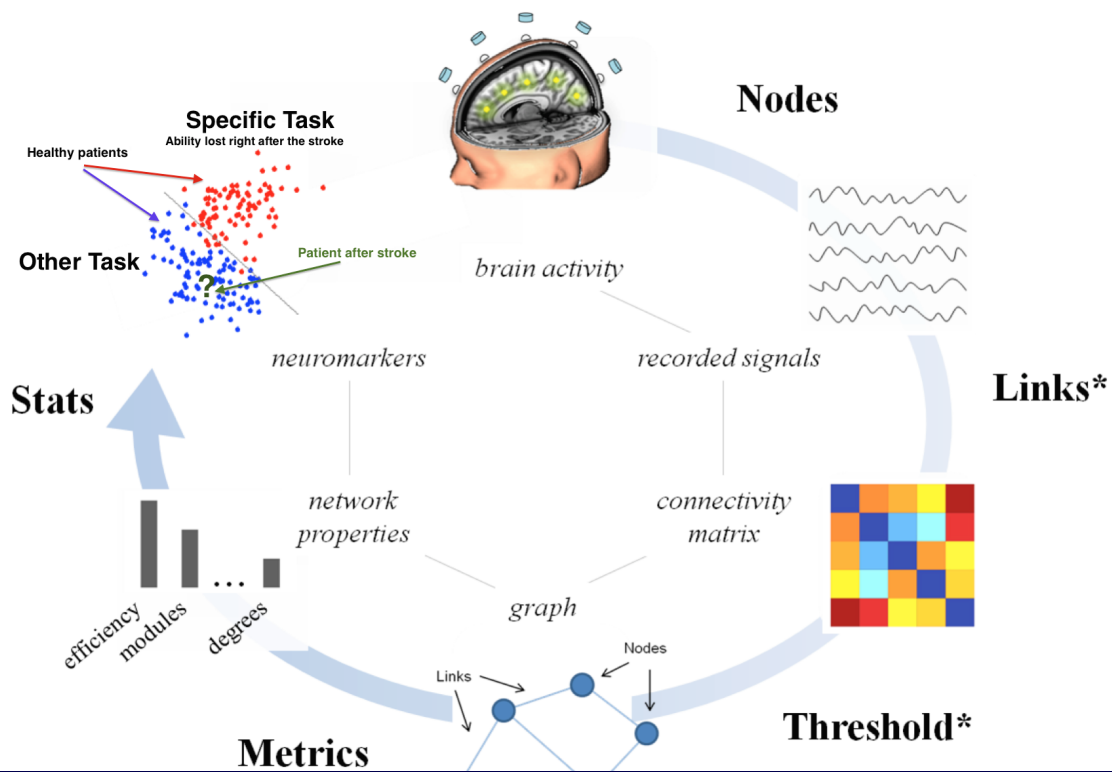 Nodes
Specific Task
Ability lost right after the stroke
Healthy patients
Other Task
Patient after stroke
?
brain activity
neuromarkers
recorded signals
Stats
Links*
network
properties
connectivity
matrix
graph
...
efficiency
modules
degrees
Nodes
Links
Metrics
Threshold*